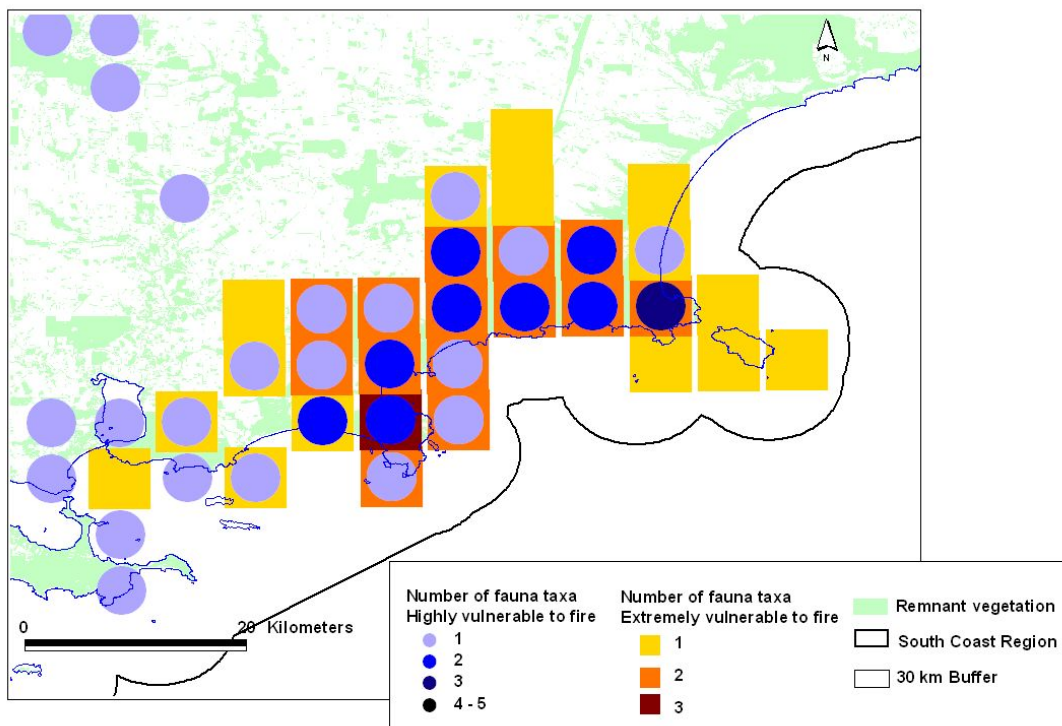 N
0 20 Kilometers
Number of fauna taxa
Highly vulnerable to fire
1
2
3
4 - 5
Number of fauna taxa
Extremely vulnerable to fire
1
2
3
Remnant vegetation
South Coast Region
30 km Buffer